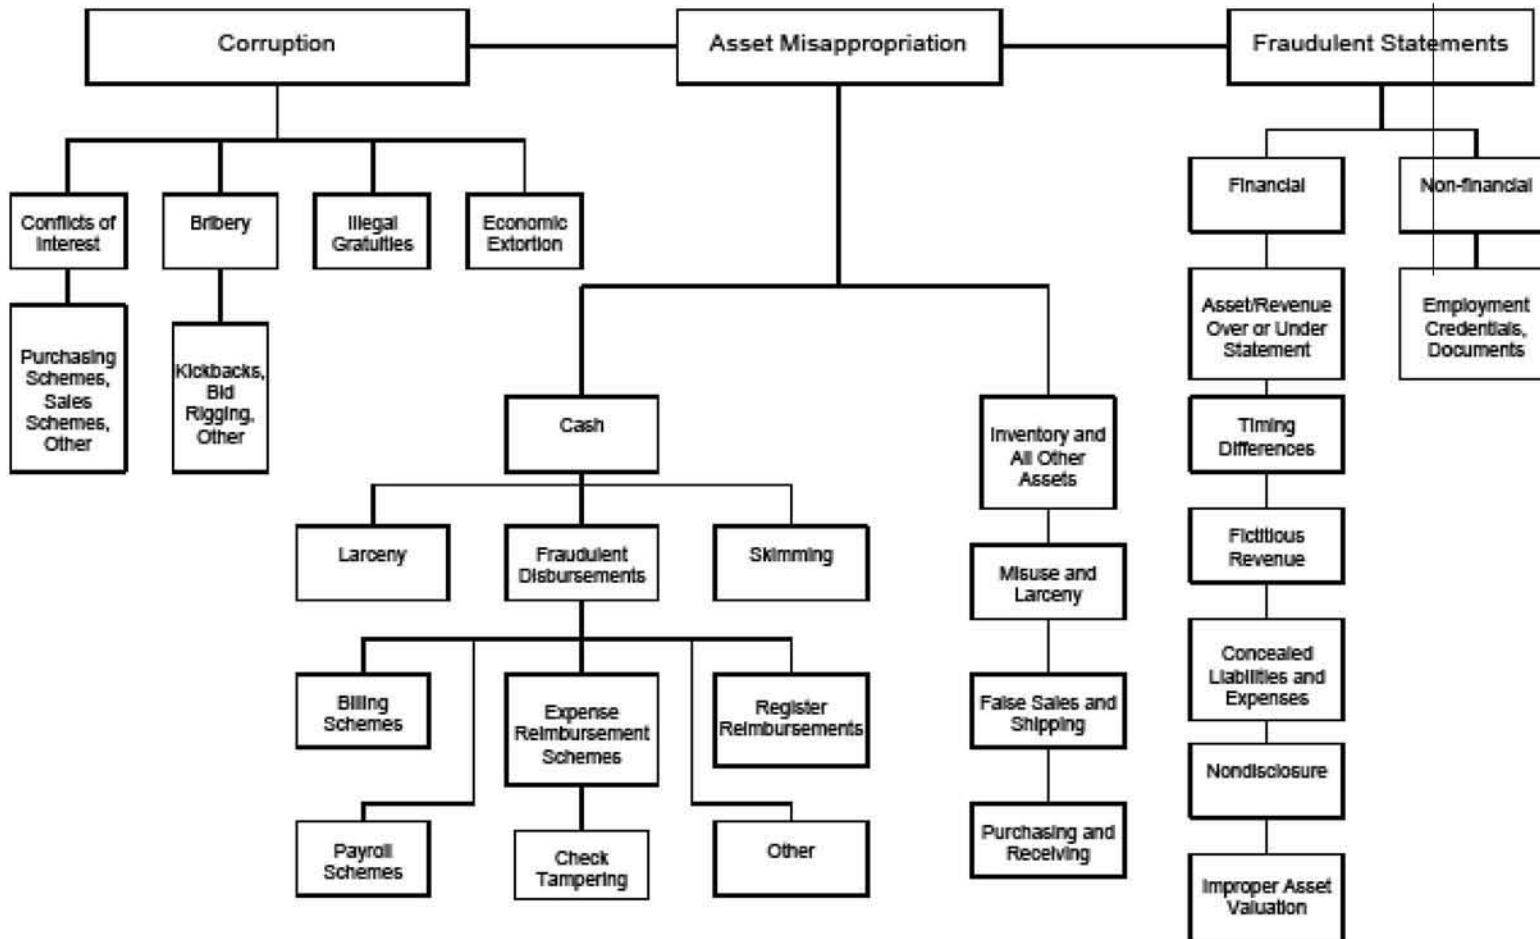 Corruption
Asset Misappropriation
Fraudulent Statements
Conflicts of
Interest
Bribery
Illegal
Gratuities
Economic
Extortion
Purchasing
Schemes,
Sales
Schemes,
Other
Kickbacks,
Bid
Rigging,
Other
Cash
Larceny
Fraudulent
Disbursements
Skimming
Billing
Schemes
Expense
Reimbursement
Schemes
Register
Reimbursements
Payroll
Schemes
Check
Tampering
Other
Inventory and
All Other
Assets
Misuse and
Larceny
False Sales and
Shipping
Purchasing and
Receiving
Financial
Non-financial
Asset/Revenue
Over or Under
Statement
Employment
Credentials,
Documents
Timing
Differences
Fictitious
Revenue
Concealed
Liabilities and
Expenses
Nondisclosure
Improper Asset
Valuation